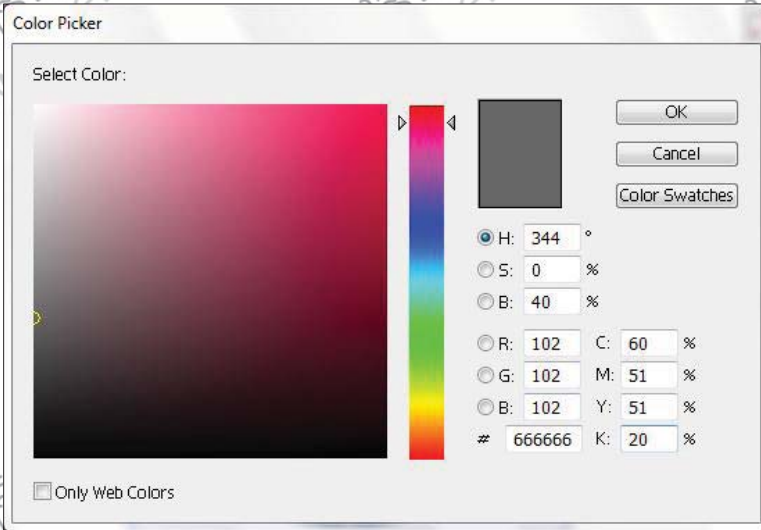 Color Picker
Select Color:
OK
Cancel
Color Swatches
H: 344 °
S: 0 %
B: 40 %
R: 102 C: 60 %
G: 102 M: 51 %
B: 102 Y: 51 %
# 666666 K: 20 %
Only Web Colors